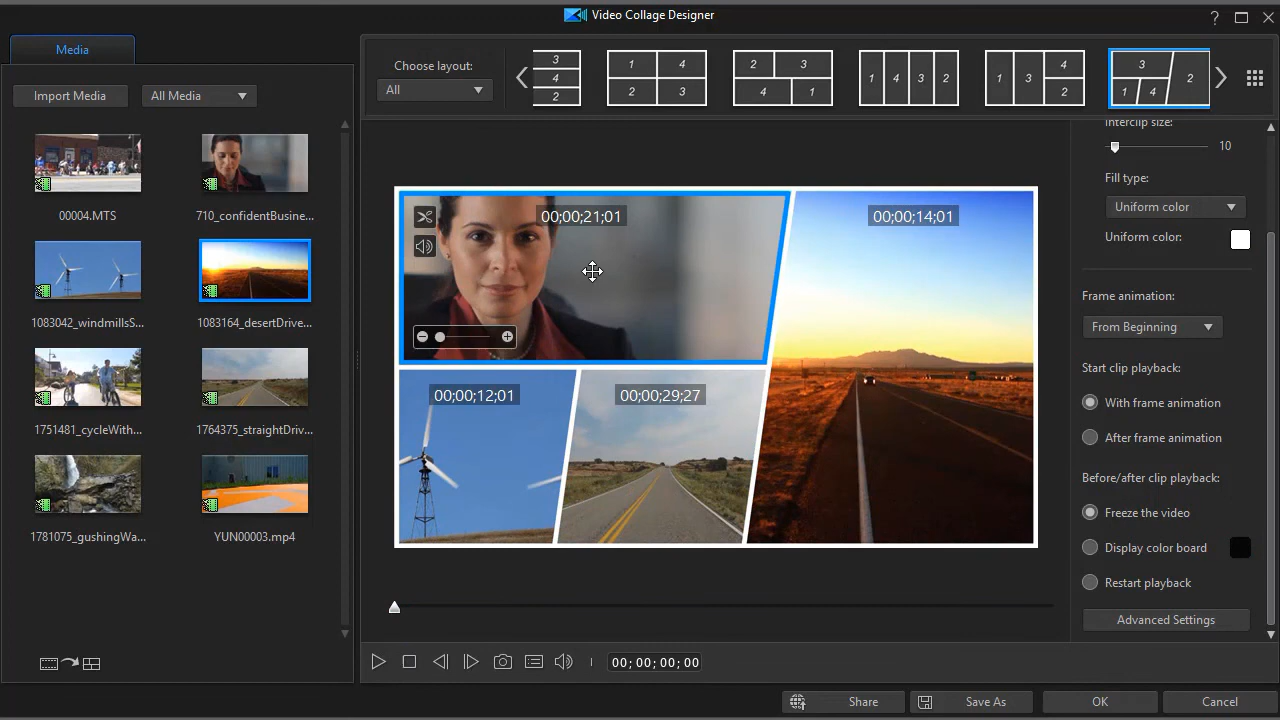 Video Collage Designer
?
Media
Import Media
All Media
00004.MTS
710_confidentBusine...
1083042_windmillsS...
1083164_desertDrive...
1751481_cycleWith...
1764375_straightDriv...
1781075_gushingWa...
YUN00003.mp4
Choose layout:
All
3
4
2
1
4
2
3
2
3
4
1
1
4
3
2
1
3
4
2
3
2
1
4
00;00;21;01
00;00;14;01
00;00;12;01
00;00;29;27
00; 00; 00; 00
Interclip size:
10
Fill type:
Uniform color
Uniform color:
Frame animation:
From Beginning
Start clip playback:
With frame animation
After frame animation
Before/after clip playback:
Freeze the video
Display color board
Restart playback
Advanced Settings
Share
Save As
OK
Cancel